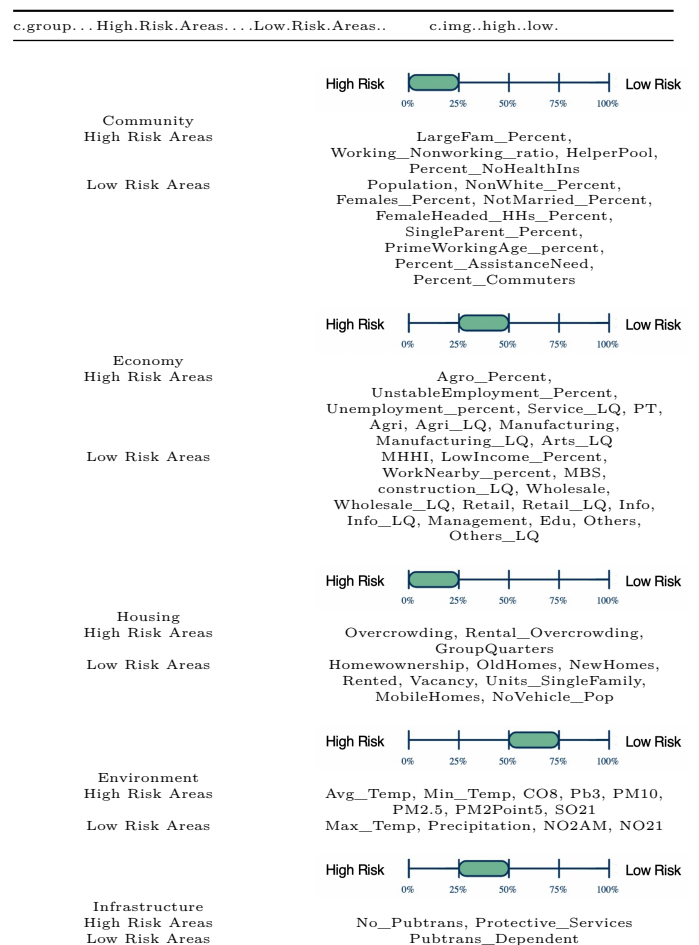 c.group. . . High.Risk.Areas. . . .Low.Risk.Areas.. c.img..high..low.
High Risk Low Risk
0% 25% 50% 75% 100%
Community
High Risk Areas LargeFam_Percent,
Working_Nonworking_ratio, HelperPool,
Percent_NoHealthIns
Low Risk Areas Population, NonWhite_Percent,
Females_Percent, NotMarried_Percent,
FemaleHeaded_HHs_Percent,
SingleParent_Percent,
PrimeWorkingAge_percent,
Percent_AssistanceNeed,
Percent_Commuters
High Risk Low Risk
0% 25% 50% 75% 100%
Economy
High Risk Areas Agro_Percent,
UnstableEmployment_Percent,
Unemployment_percent, Service_LQ, PT,
Agri, Agri_LQ, Manufacturing,
Manufacturing_LQ, Arts_LQ
Low Risk Areas MHHI, LowIncome_Percent,
WorkNearby_percent, MBS,
construction_LQ, Wholesale,
Wholesale_LQ, Retail, Retail_LQ, Info,
Info_LQ, Management, Edu, Others,
Others_LQ
High Risk Low Risk
0% 25% 50% 75% 100%
Housing
High Risk Areas Overcrowding, Rental_Overcrowding,
GroupQuarters
Low Risk Areas Homewownership, OldHomes, NewHomes,
Rented, Vacancy, Units_SingleFamily,
MobileHomes, NoVehicle_Pop
High Risk Low Risk
0% 25% 50% 75% 100%
Environment
High Risk Areas Avg_Temp, Min_Temp, CO8, Pb3, PM10,
PM2.5, PM2Point5, SO21
Low Risk Areas Max_Temp, Precipitation, NO2AM, NO21
High Risk Low Risk
0% 25% 50% 75% 100%
Infrastructure
High Risk Areas No_Pubtrans, Protective_Services
Low Risk Areas Pubtrans_Dependent